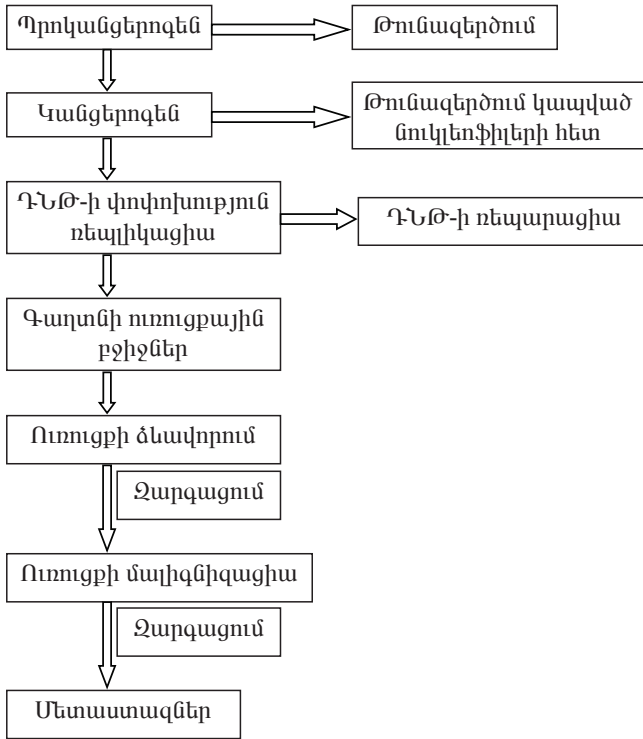 Պրոկանցերոգեն
Թունազերծում
Կանցերոգեն
Թունազերծում կապված
նուկլեոֆիլերի հետ
ԴՆԹ-ի փոփոխություն
ռեպլիկացիա
ԴՆԹ-ի ռեպարացիա
Գաղտնի ուռուցքային
բջիջներ
Ուռուցքի ձևավորում
Զարգացում
Ուռուցքի մալիգնիզացիա
Զարգացում
Մետաստազներ